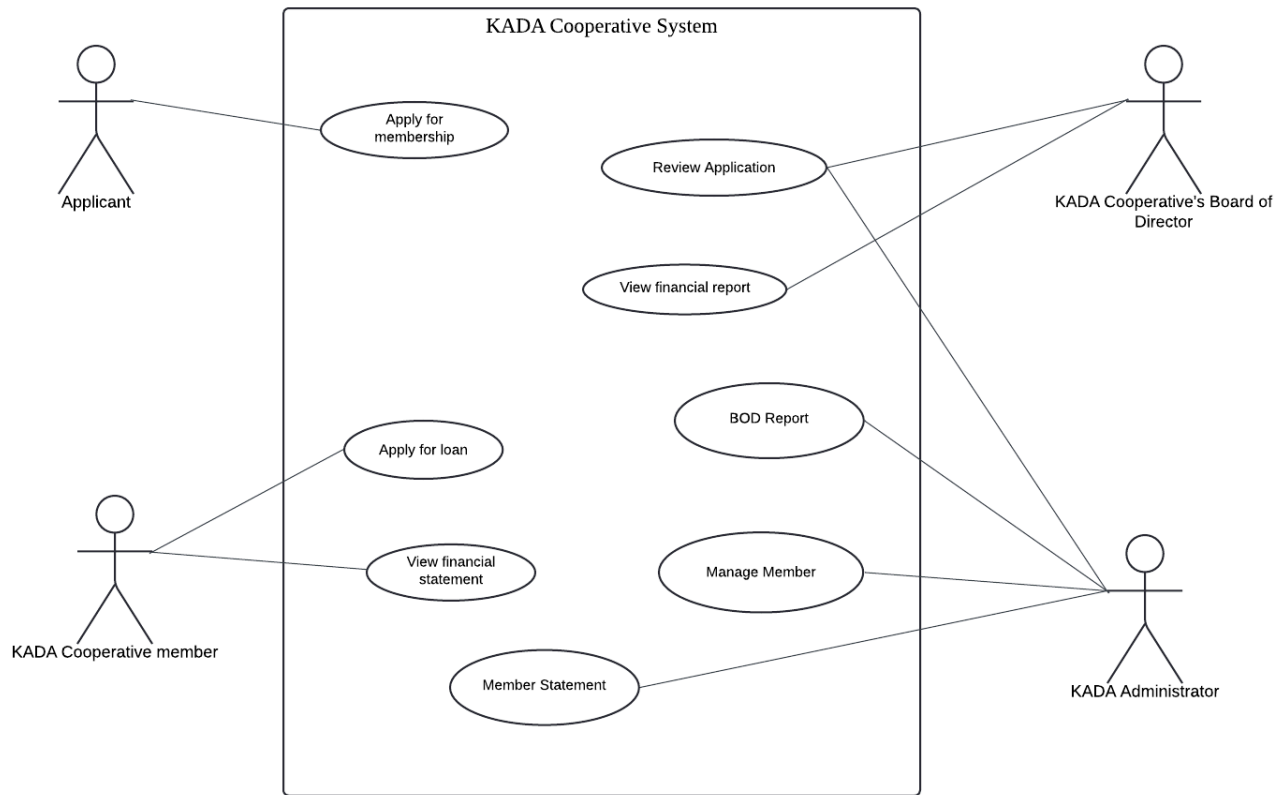 KADA Cooperative System
Apply for
membership
Review Application
Applicant
KADA Cooperative's Board of
Director
View financial report
BOD Report
Apply for loan
View financial
statement
Manage Member
KADA Cooperative member
Member Statement
KADA Administrator